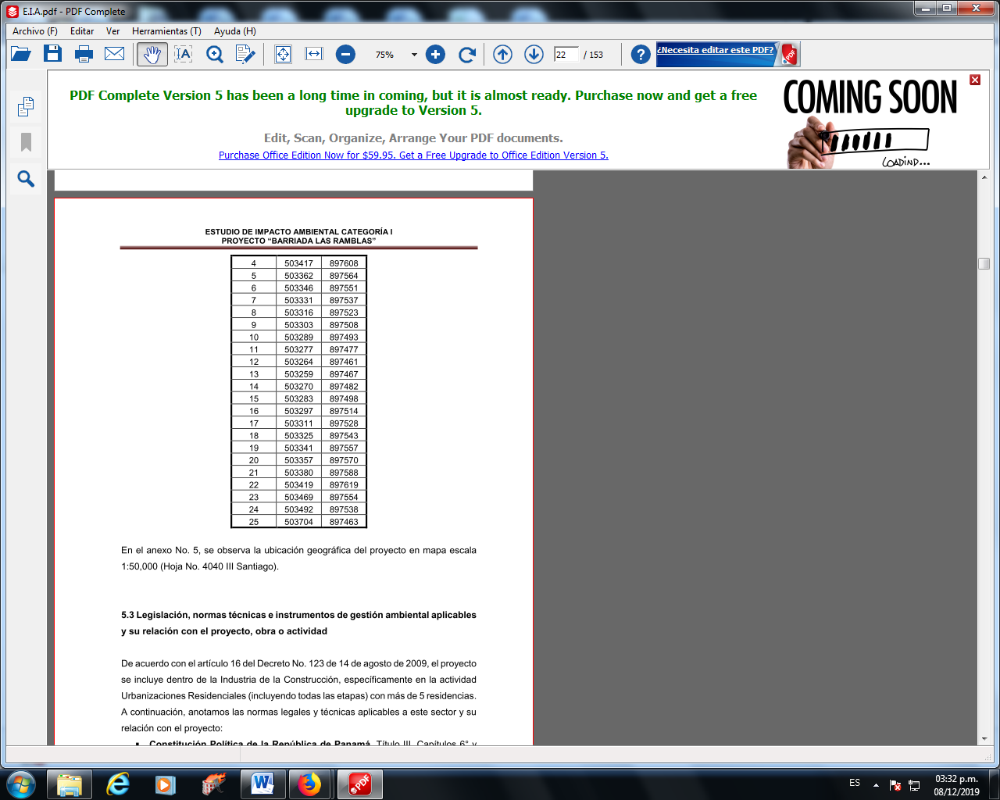 E.I.A.pdf - PDF Complete
Archivo (F) Editar Ver Herramientas (T) Ayuda (H)
75% 22 / 153 ¿Necesita editar este PDF? PDF
PDF Complete Version 5 has been a long time in coming, but it is almost ready. Purchase now and get a free
upgrade to Version 5.
Edit, Scan, Organize, Arrange Your PDF documents.
Purchase Office Edition Now for $59.95. Get a Free Upgrade to Office Edition Version 5.
COMING SOON
LOADIND...
ESTUDIO DE IMPACTO AMBIENTAL CATEGORÍA I
PROYECTO “BARRIADA LAS RAMBLAS”
4 503417 897608
5 503362 897564
6 503346 897551
7 503331 897537
8 503316 897523
9 503303 897508
10 503289 897493
11 503277 897477
12 503264 897461
13 503259 897467
14 503270 897482
15 503283 897498
16 503297 897514
17 503311 897528
18 503325 897543
19 503341 897557
20 503357 897570
21 503380 897588
22 503419 897619
23 503469 897554
24 503492 897538
25 503704 897463
En el anexo No. 5, se observa la ubicación geográfica del proyecto en mapa escala
1:50,000 (Hoja No. 4040 III Santiago).
5.3 Legislación, normas técnicas e instrumentos de gestión ambiental aplicables
y su relación con el proyecto, obra o actividad
De acuerdo con el artículo 16 del Decreto No. 123 de 14 de agosto de 2009, el proyecto
se incluye dentro de la Industria de la Construcción, específicamente en la actividad
Urbanizaciones Residenciales (incluyendo todas las etapas) con más de 5 residencias.
A continuación, anotamos las normas legales y técnicas aplicables a este sector y su
relación con el proyecto:
▪ Constitución Política de la República de Panamá. Título III, Capítulos 6° y
ES 03:32 p.m.
08/12/2019